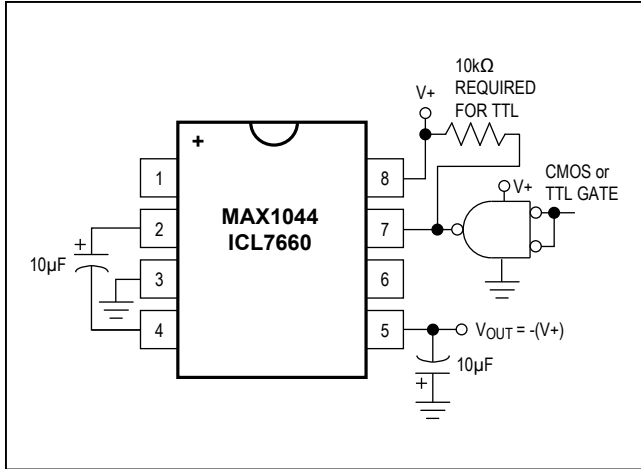 10kΩ
REQUIRED
FOR TTL
V+
+
1
8
CMOS or
TTL GATE
V+
MAX1044
ICL7660
2
7
+
10µF
3
6
4
5
VOUT = -(V+)
10µF
+